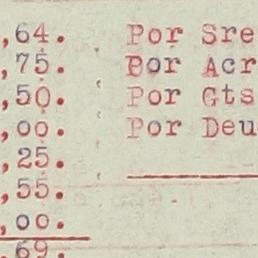 ,64. Por Sre
,75. Por Acr
,50. Por Gts
,00. Por Deu
,25.
,55.
,00.
,69.